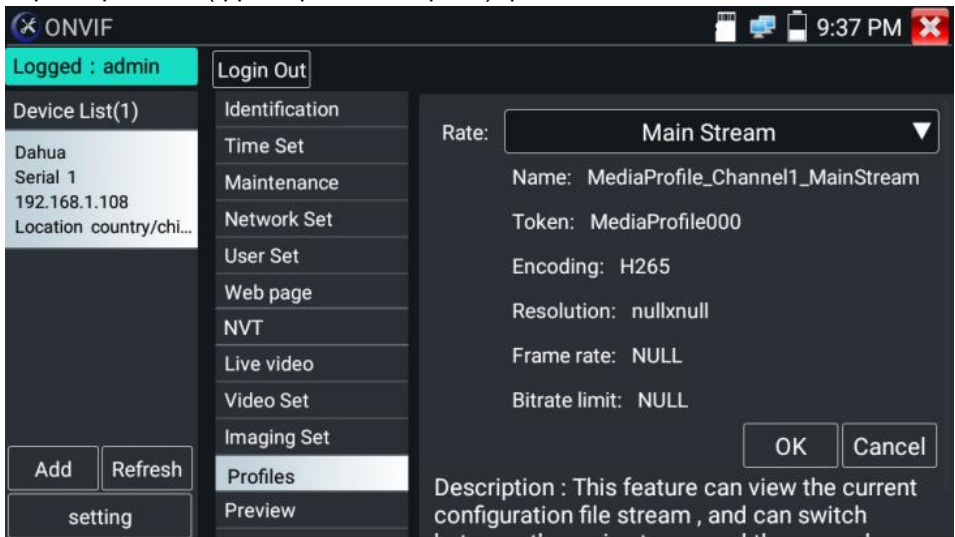 ONVIF
9:37 PM
Logged : admin
Login Out
Device List(1)
Dahua
Serial 1
192.168.1.108
Location country/chi...
Add
Refresh
setting
Identification
Time Set
Maintenance
Network Set
User Set
Web page
NVT
Live video
Video Set
Imaging Set
Profiles
Preview
Rate:
Main Stream
Name: MediaProfile_Channel1_MainStream
Token: MediaProfile000
Encoding: H265
Resolution: nullxnull
Frame rate: NULL
Bitrate limit: NULL
OK
Cancel
Description : This feature can view the current
configuration file stream , and can switch